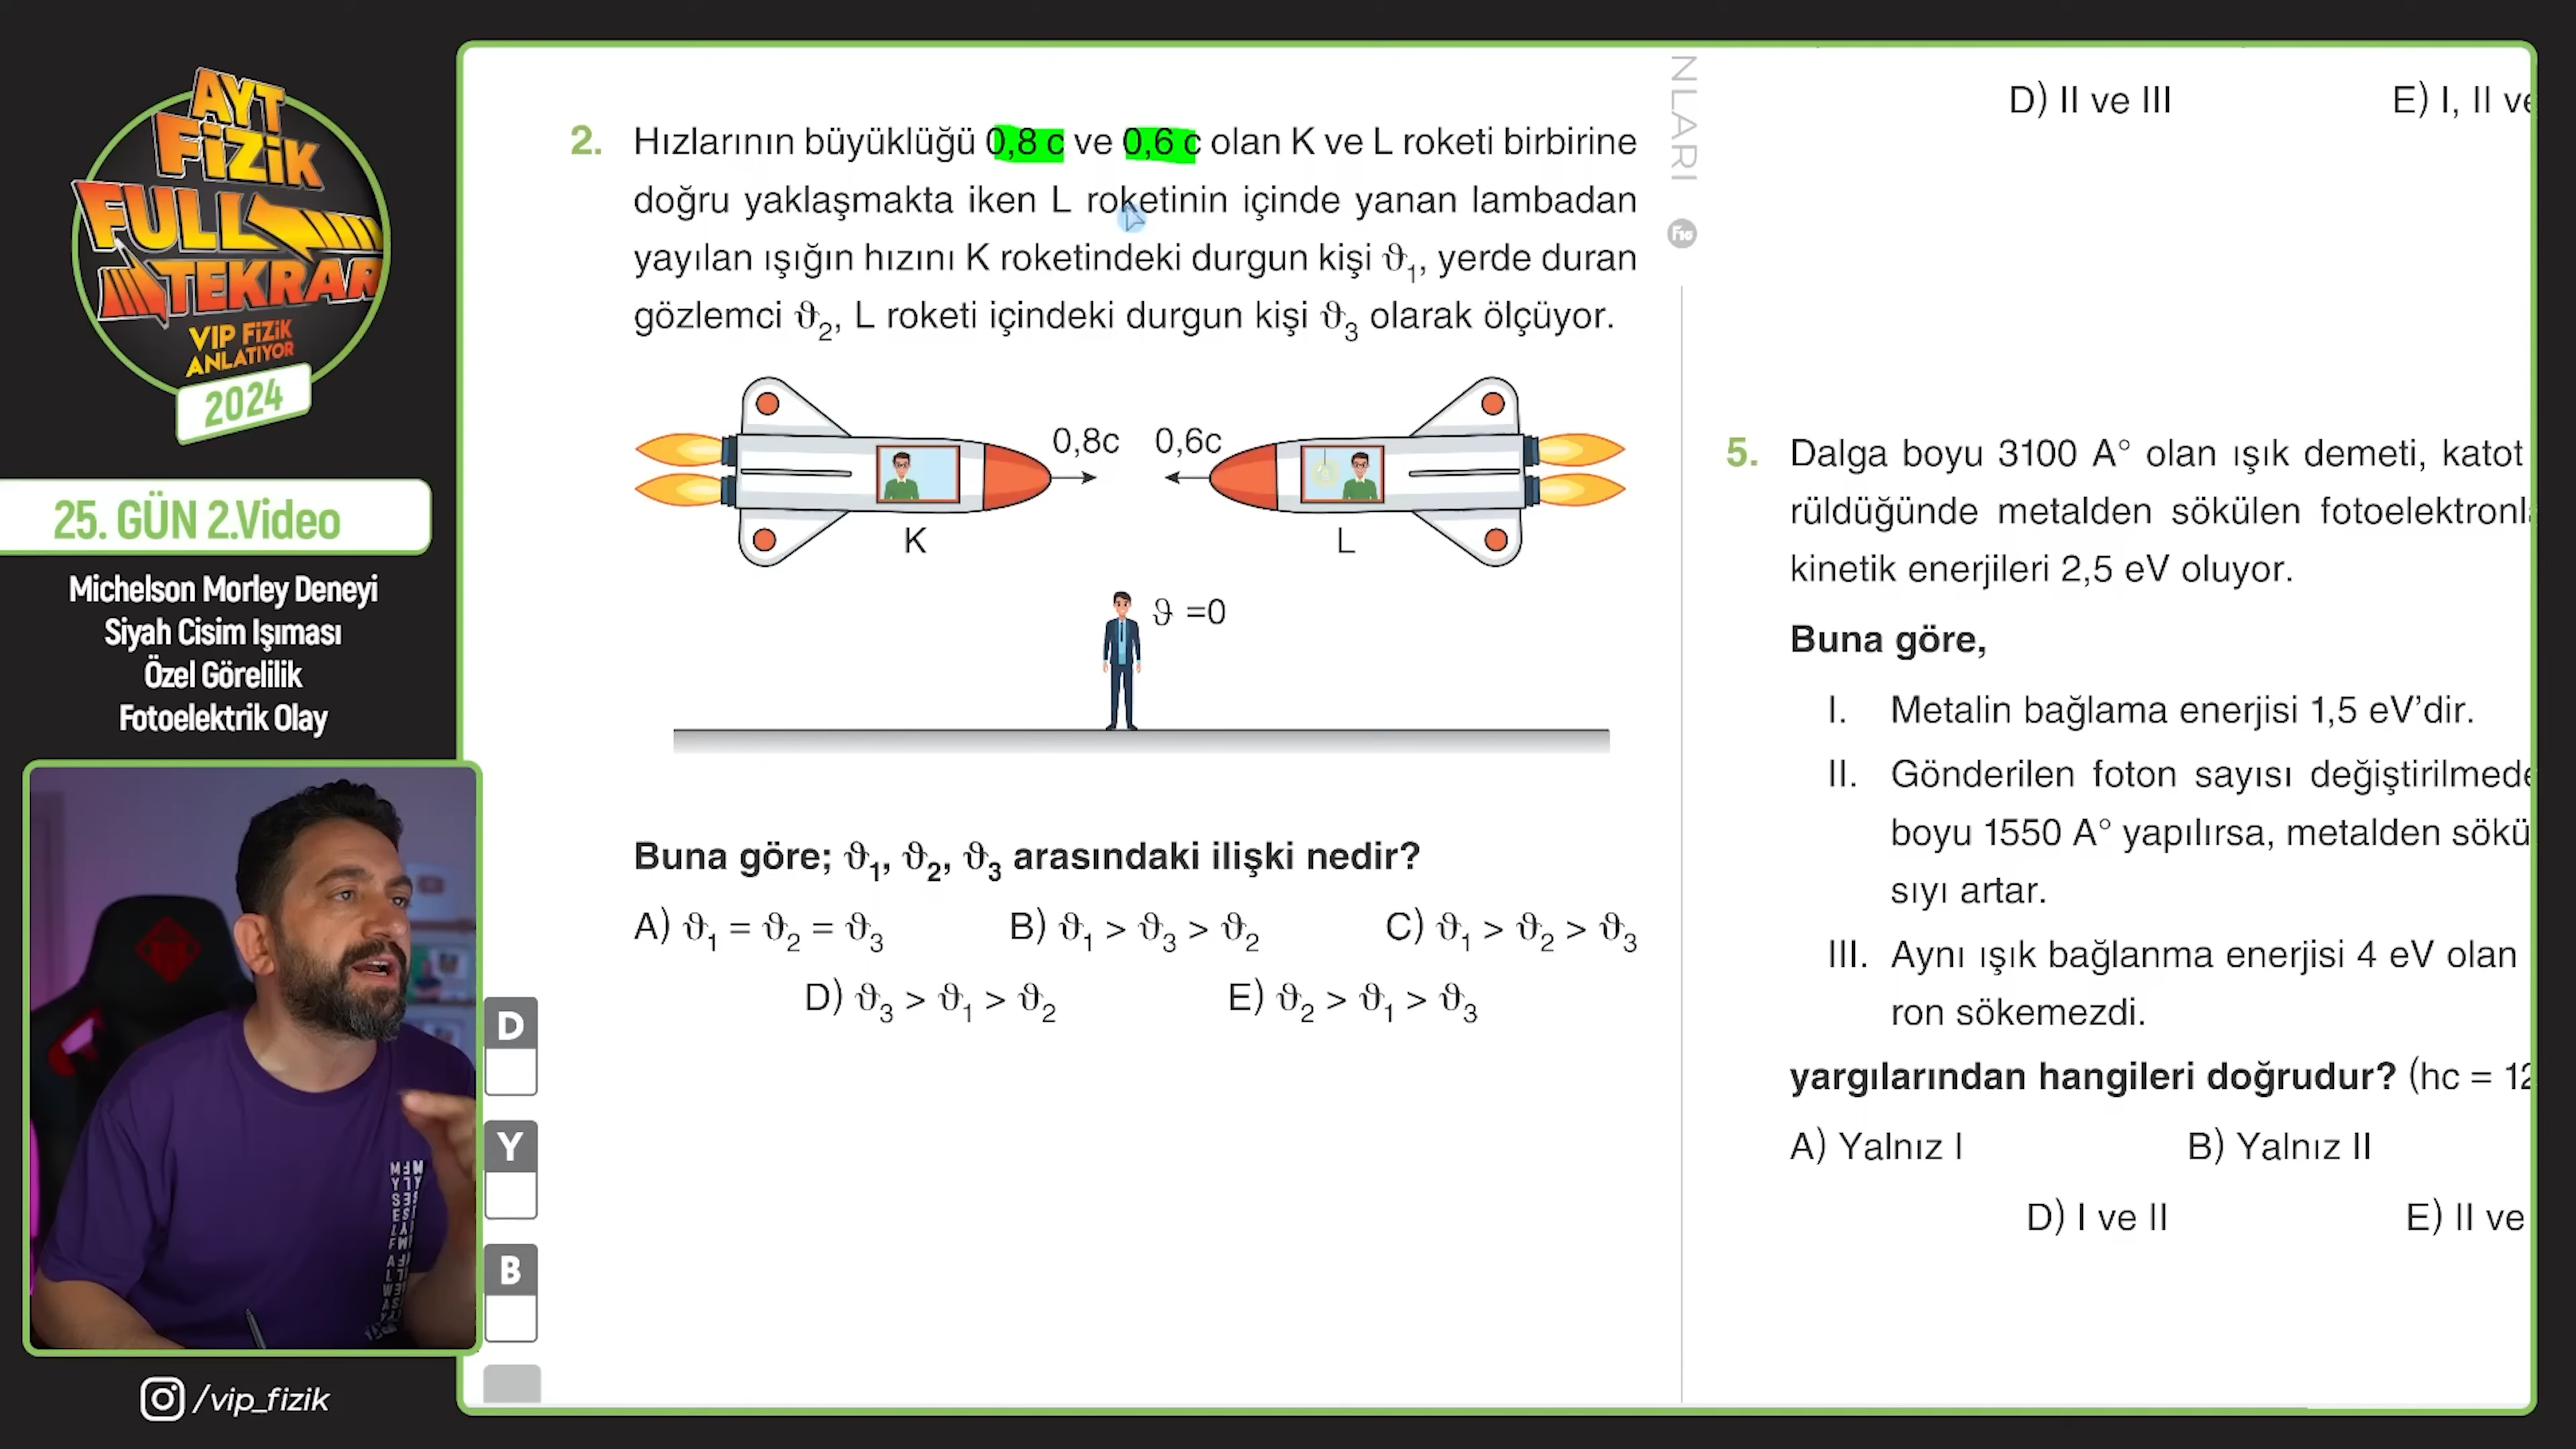 AYT
FİZİK
FULL
TEKRAR
VIP FİZİK
ANLATIYOR
2024
25. GÜN 2.Video
Michelson Morley Deneyi
Siyah Cisim Işıması
Özel Görelilik
Fotoelektrik Olay
/vip_fizik
D
Y
B
2. Hızlarının büyüklüğü 0,8 c ve 0,6 c olan K ve L roketi birbirine
doğru yaklaşmakta iken L roketinin içinde yanan lambadan
yayılan ışığın hızını K roketindeki durgun kişi ϑ1, yerde duran
gözlemci ϑ2, L roketi içindeki durgun kişi ϑ3 olarak ölçüyor.
0,8c 0,6c
K L
ϑ =0
Buna göre; ϑ1, ϑ2, ϑ3 arasındaki ilişki nedir?
A) ϑ1 = ϑ2 = ϑ3 B) ϑ1 > ϑ3 > ϑ2 C) ϑ1 > ϑ2 > ϑ3
D) ϑ3 > ϑ1 > ϑ2 E) ϑ2 > ϑ1 > ϑ3
NLARI
F10
D) II ve III E) I, II ve
5. Dalga boyu 3100 A° olan ışık demeti, katot
rüldüğünde metalden sökülen fotoelektronl
kinetik enerjileri 2,5 eV oluyor.
Buna göre,
I. Metalin bağlama enerjisi 1,5 eV'dir.
II. Gönderilen foton sayısı değiştirilmede
boyu 1550 A° yapılırsa, metalden sökü
sıyı artar.
III. Aynı ışık bağlanma enerjisi 4 eV olan
ron sökemezdi.
yargılarından hangileri doğrudur? (hc = 12
A) Yalnız I B) Yalnız II
D) I ve II E) II ve